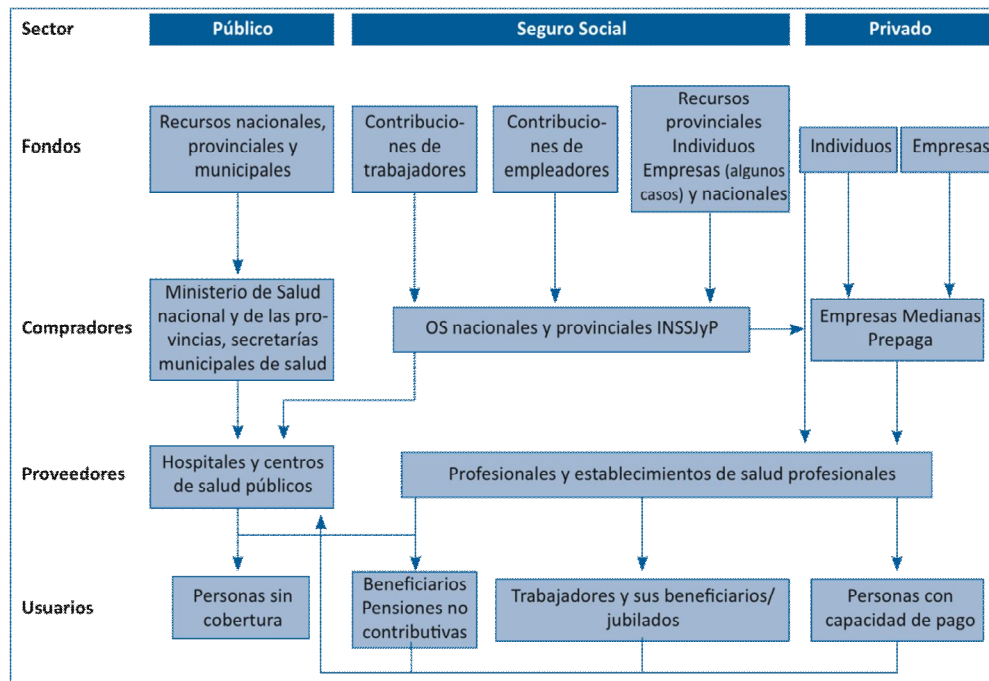 Sector
Público
Seguro Social
Privado
Fondos
Recursos nacionales,
provinciales y
municipales
Contribucio-
nes de
trabajadores
Contribucio-
nes de
empleadores
Recursos
provinciales
Individuos
Empresas (algunos
casos) y nacionales
Individuos
Empresas
Compradores
Ministerio de Salud
nacional y de las pro-
vincias, secretarías
municipales de salud
OS nacionales y provinciales INSSJyP
Empresas Medianas
Prepaga
Proveedores
Hospitales y centros
de salud públicos
Profesionales y establecimientos de salud profesionales
Usuarios
Personas sin
cobertura
Beneficiarios
Pensiones no
contributivas
Trabajadores y sus beneficiarios/
jubilados
Personas con
capacidad de pago